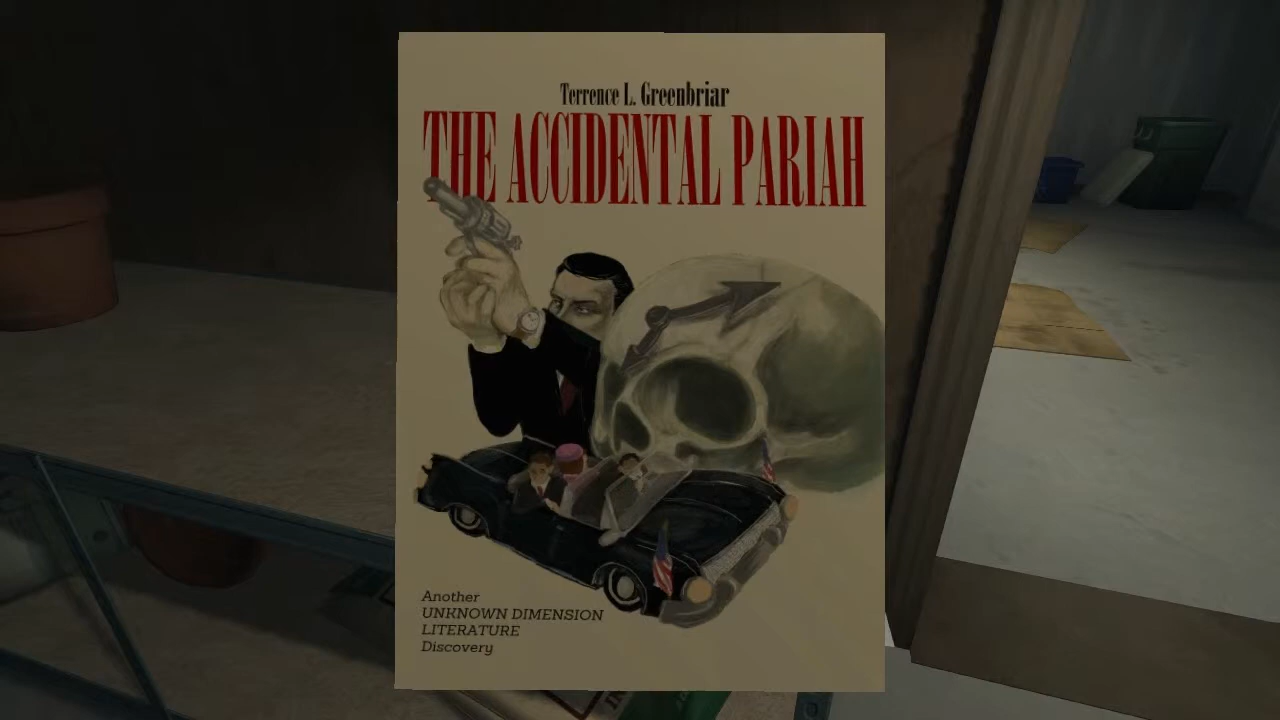 Terrence L. Greenbriar
THE ACCIDENTAL PARIAH
Another
UNKNOWN DIMENSION
LITERATURE
Discovery